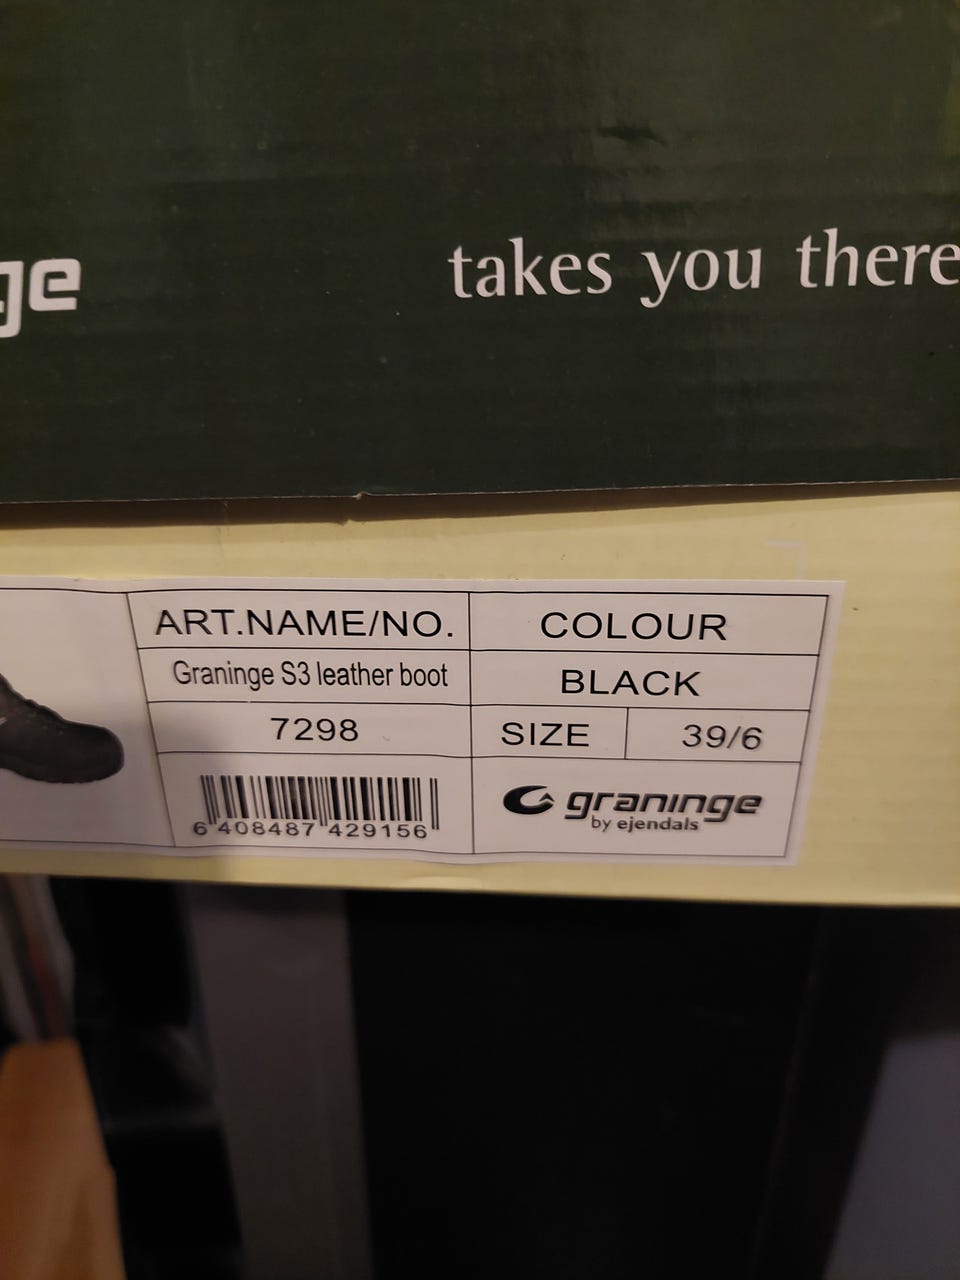 ge
takes you there
ART.NAME/NO.
COLOUR
Graninge S3 leather boot
BLACK
7298
SIZE
39/6
6 408487 429156
graninge
by ejendals